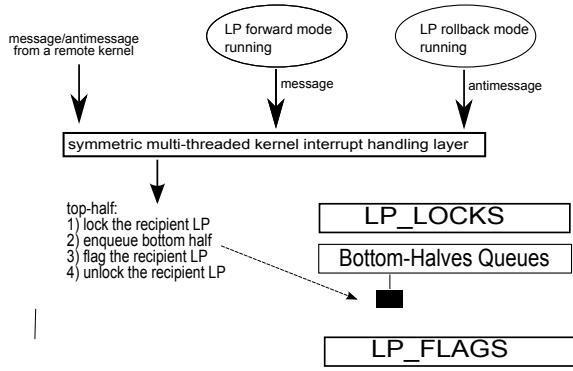 message/antimessage
from a remote kernel
LP forward mode
running
LP rollback mode
running
message
antimessage
symmetric multi-threaded kernel interrupt handling layer
top-half:
1) lock the recipient LP
2) enqueue bottom half
3) flag the recipient LP
4) unlock the recipient LP
LP_LOCKS
Bottom-Halves Queues
LP_FLAGS